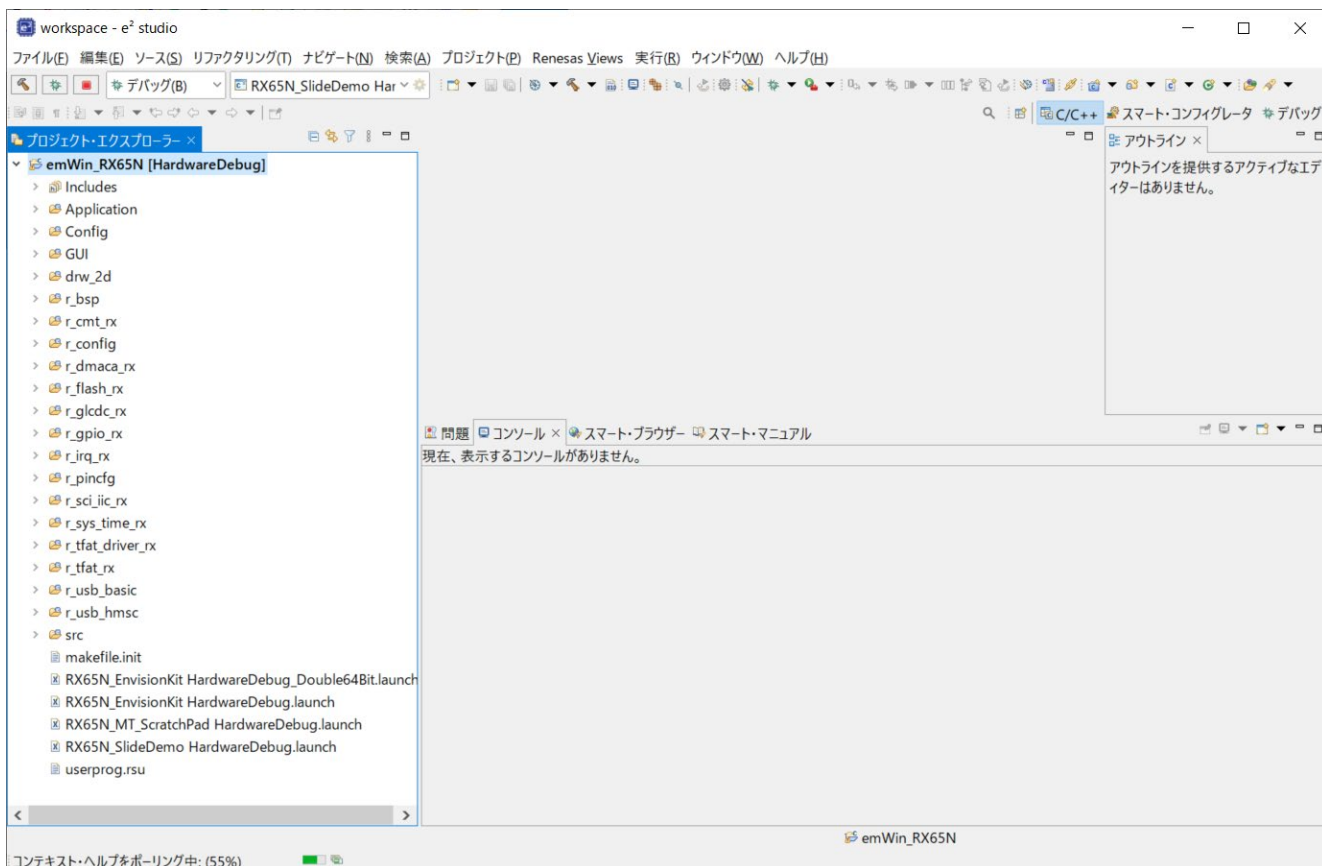 workspace - e² studio
ファイル(F) 編集(E) ソース(S) リファクタリング(T) ナビゲート(N) 検索(A) プロジェクト(P) Renesas Views 実行(R) ウィンドウ(W) ヘルプ(H)
デバッグ(B) RX65N_SlideDemo Har
C/C++ スマート・コンフィグレータ デバッグ
プロジェクト・エクスプローラー
アウトライン
emWin_RX65N [HardwareDebug]
アウトラインを提供するアクティブなエデ
ィターはありません。
Includes
Application
Config
GUI
drw_2d
r_bsp
r_cmt_rx
r_config
r_dmaca_rx
r_flash_rx
r_glcdc_rx
r_gpio_rx
r_irq_rx
r_pincfg
r_sci_iic_rx
r_sys_time_rx
r_tfat_driver_rx
r_tfat_rx
r_usb_basic
r_usb_hmsc
src
makefile.init
RX65N_EnvisionKit HardwareDebug_Double64Bit.launch
RX65N_EnvisionKit HardwareDebug.launch
RX65N_MT_ScratchPad HardwareDebug.launch
RX65N_SlideDemo HardwareDebug.launch
userprog.rsu
問題 コンソール スマート・ブラウザー スマート・マニュアル
現在、表示するコンソールがありません。
emWin_RX65N
コンテキスト・ヘルプをポーリング中: (55%)